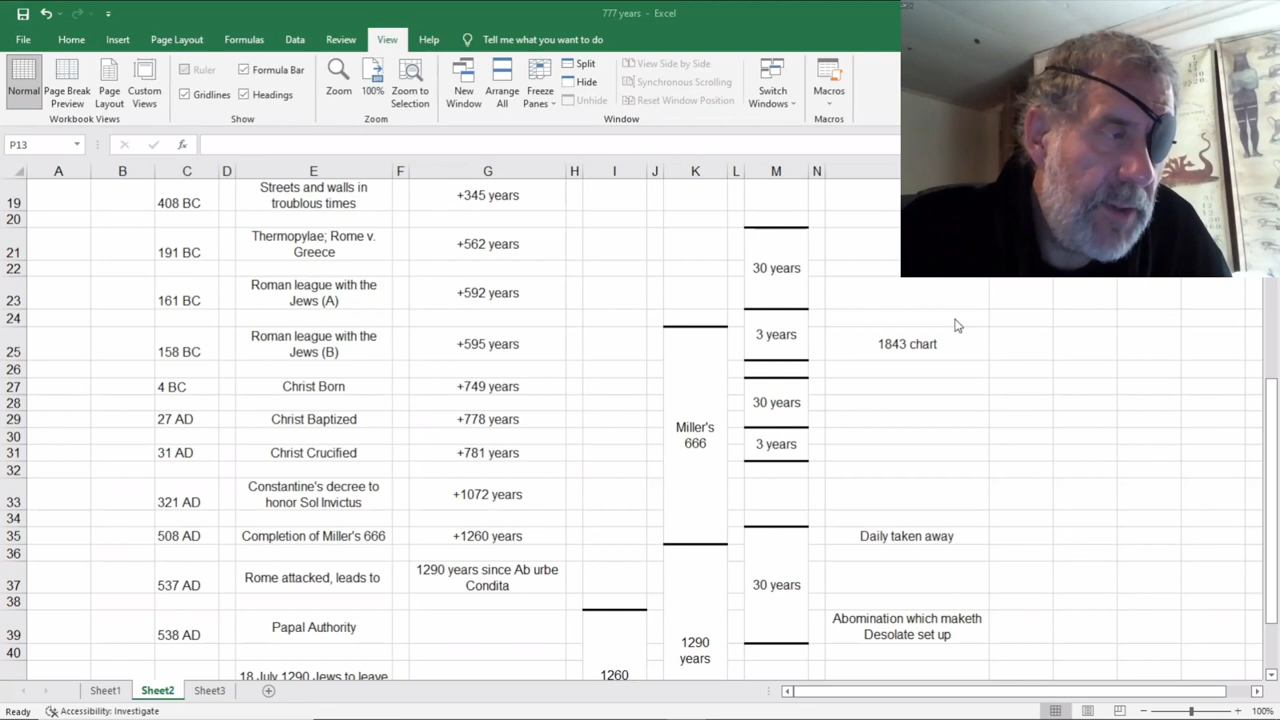 777 years - Excel
File
Home
Insert
Page Layout
Formulas
Data
Review
View
Help
Tell me what you want to do
Normal
Page Break
Preview
Page
Layout
Custom
Views
Workbook Views
Ruler
Formula Bar
Gridlines
Headings
Show
Zoom
100%
Zoom to
Selection
Zoom
New
Window
Arrange
All
Freeze
Panes
Split
Hide
Unhide
View Side by Side
Synchronous Scrolling
Reset Window Position
Window
Switch
Windows
Macros
Macros
P13
fx
A B C D E F G H I J K L M N
19
408 BC
Streets and walls in
troublous times
+345 years
20
21
191 BC
Thermopylae; Rome v.
Greece
+562 years
22
30 years
23
161 BC
Roman league with the
Jews (A)
+592 years
24
25
158 BC
Roman league with the
Jews (B)
+595 years
3 years
1843 chart
26
27
4 BC
Christ Born
+749 years
28
30 years
29
27 AD
Christ Baptized
+778 years
Miller's
666
30
31
31 AD
Christ Crucified
+781 years
3 years
32
33
321 AD
Constantine's decree to
honor Sol Invictus
+1072 years
34
35
508 AD
Completion of Miller's 666
+1260 years
Daily taken away
36
37
537 AD
Rome attacked, leads to
1290 years since Ab urbe
Condita
30 years
38
39
538 AD
Papal Authority
Abomination which maketh
Desolate set up
40
1290
years
18 July 1290 Jews to leave
1260
Sheet1
Sheet2
Sheet3
Ready
Accessibility: Investigate
100%